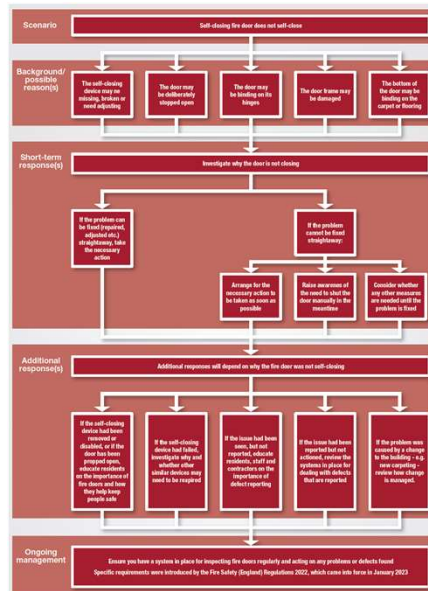 Scenario
Self-closing fire door does not self-close
Background/
possible
reason(s)
The self-closing
device may ne
missing, broken or
need adjusting
The door may
be deliberately
stopped open
The door may
be binding on its
hinges
The door frame may
be damaged
The bottom of
the door may be
binding on the
carpet or flooring
Short-term
response(s)
Investigate why the door is not closing
If the problem can
be fixed (repaired,
adjusted etc.)
straightaway, take
the necessary
action
If the problem
cannot be fixed
straightaway:
Arrange for the
necessary action to
be taken as soon as
possible
Raise awareness of
the need to shut the
door manually in the
meantime
Consider whether
any other measures
are needed until the
problem is fixed
Additional
response(s)
Additional responses will depend on why the fire door was not self-closing
If the self-closing
device had been
removed or
disabled, or if the
door has been
propped open,
educate residents
on the importance of
fire doors and how
they help keep
people safe
If the self-closing
device had failed,
investigate why and
whether other
similar devices may
need to be reqaired
If the issue had been
seen, but not
reported, educate
residents, staff and
contractors on the
importance of
defect reporting
If the issue had been
reported but not
actioned, review the
systems in place for
dealing with defects
that are reported
If the problem was
caused by a change
to the building - e.g.
new carpeting -
review how change
is managed.
Ongoing
management
Ensure you have a system in place for inspecting fire doors regularly and acting on any problems or defects found
Specific requirements were introduced by the Fire Safety (England) Regulations 2022, which came into force in January 2023